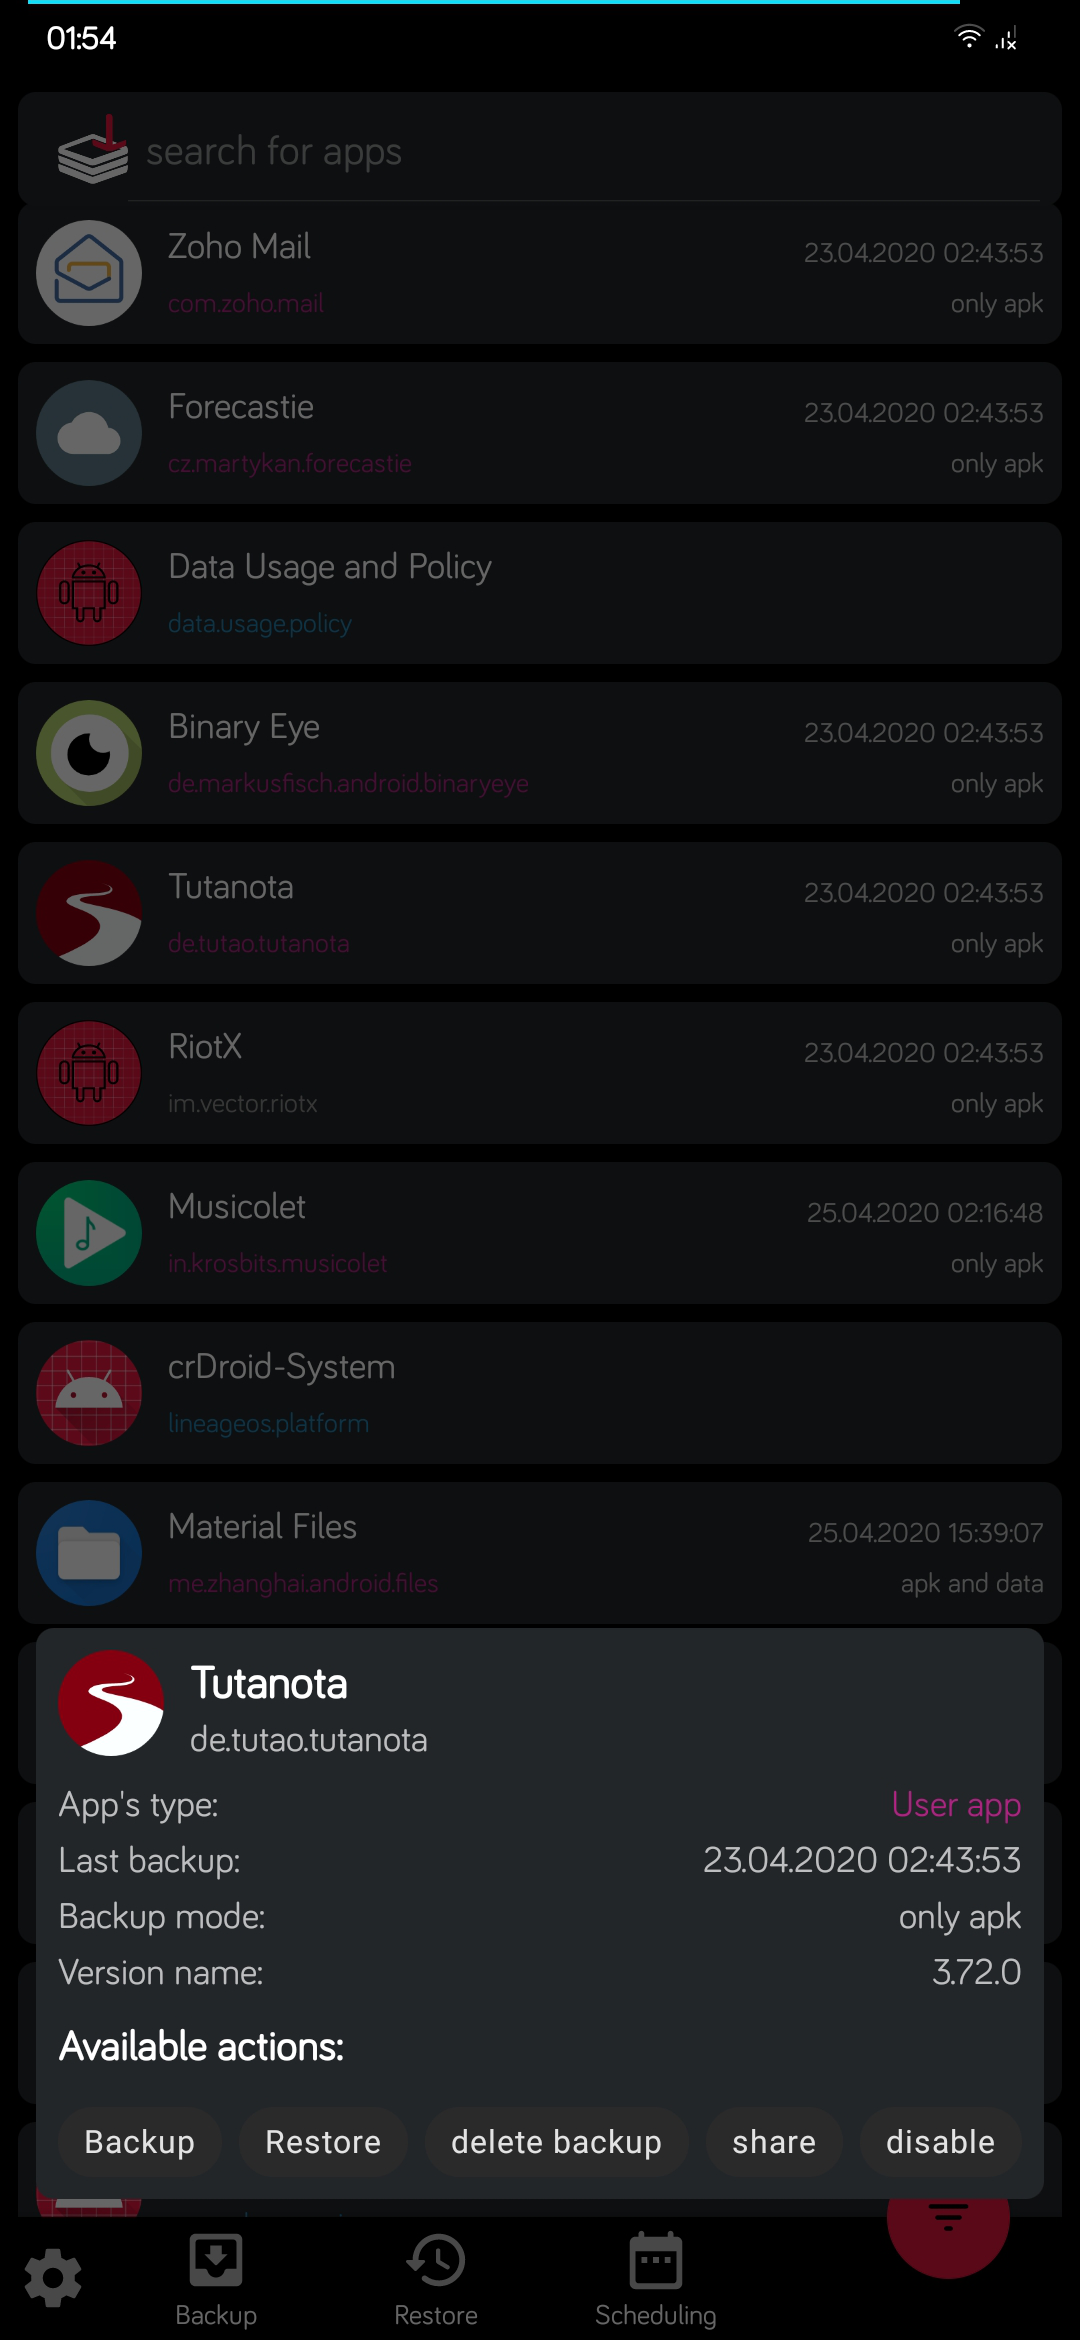 01:54
search for apps
Zoho Mail
23.04.2020 02:43:53
com.zoho.mail
only apk
Forecastie
23.04.2020 02:43:53
cz.martykan.forecastie
only apk
Data Usage and Policy
data.usage.policy
Binary Eye
23.04.2020 02:43:53
de.markusfisch.android.binaryeye
only apk
Tutanota
23.04.2020 02:43:53
de.tutao.tutanota
only apk
RiotX
23.04.2020 02:43:53
im.vector.riotx
only apk
Musicolet
25.04.2020 02:16:48
in.krosbits.musicolet
only apk
crDroid-System
lineageos.platform
Material Files
25.04.2020 15:39:07
me.zhanghai.android.files
apk and data
Tutanota
de.tutao.tutanota
App's type:
User app
Last backup:
23.04.2020 02:43:53
Backup mode:
only apk
Version name:
3.72.0
Available actions:
Backup
Restore
delete backup
share
disable
Backup
Restore
Scheduling